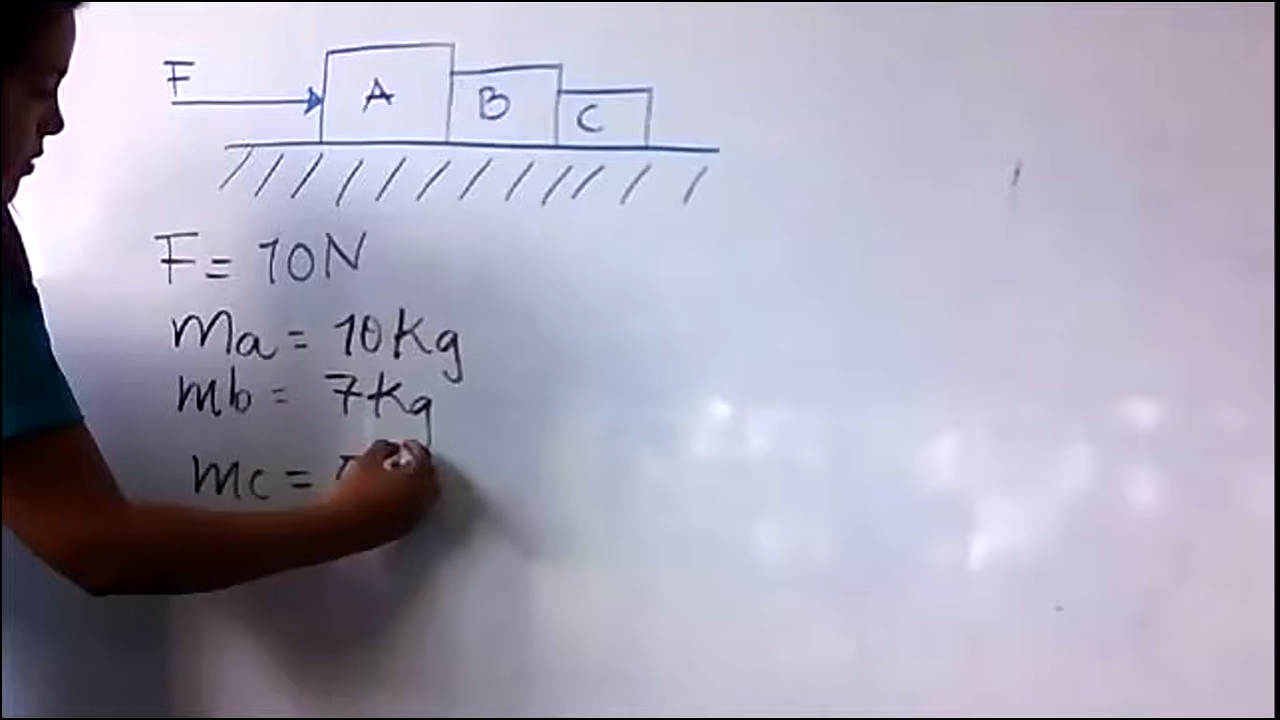 F
A
B
C
F = 10N
ma = 10Kg
mb = 7Kg
mc =